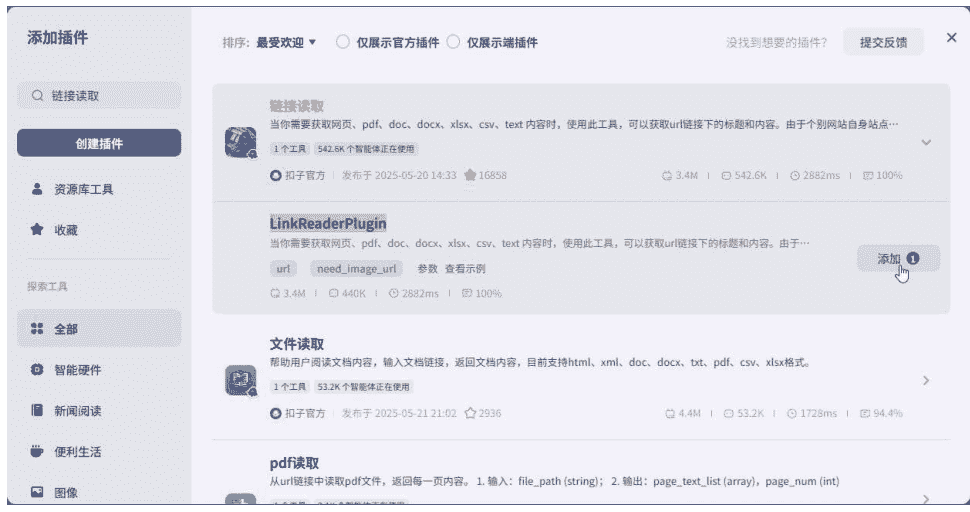 添加插件
排序: 最受欢迎 仅展示官方插件 仅展示端插件 没找到想要的插件? 提交反馈
链接读取
创建插件
资源库工具
收藏
探索工具
全部
智能硬件
新闻阅读
便利生活
图像
链接读取
当你需要获取网页、pdf、doc、docx、xlsx、csv、text 内容时，使用此工具，可以获取url链接下的标题和内容。由于个别网站自身站点…
1 个工具 542.6K 个智能体正在使用
扣子官方 发布于 2025-05-20 14:33 16858 3.4M 542.6K 2882ms 100%
LinkReaderPlugin
当你需要获取网页、pdf、doc、docx、xlsx、csv、text 内容时，使用此工具，可以获取url链接下的标题和内容。由于…
url need_image_url 参数 查看示例
添加 1
3.4M 440K 2882ms 100%
文件读取
帮助用户阅读文档内容，输入文档链接，返回文档内容，目前支持html、xml、doc、docx、txt、pdf、csv、xlsx格式。
1 个工具 53.2K 个智能体正在使用
扣子官方 发布于 2025-05-21 21:02 2936 4.4M 53.2K 1728ms 94.4%
pdf读取
从url链接中读取pdf文件，返回每一页内容。 1. 输入：file_path (string)； 2. 输出：page_text_list (array)，page_num (int)